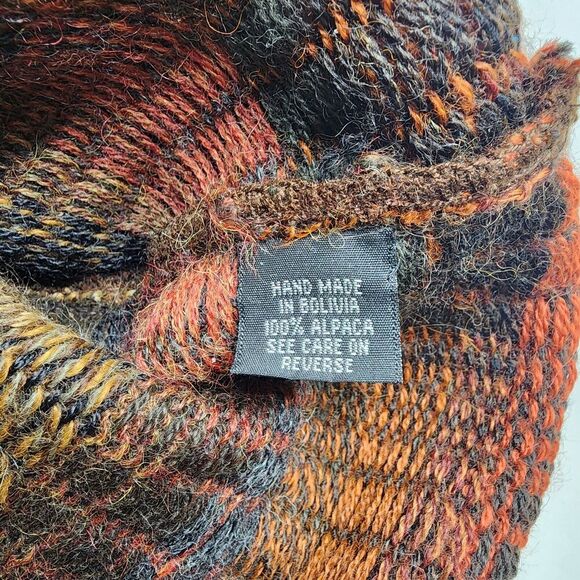 HAND MADE
IN BOLIVIA
100% ALPACA
SEE CARE ON
REVERSE